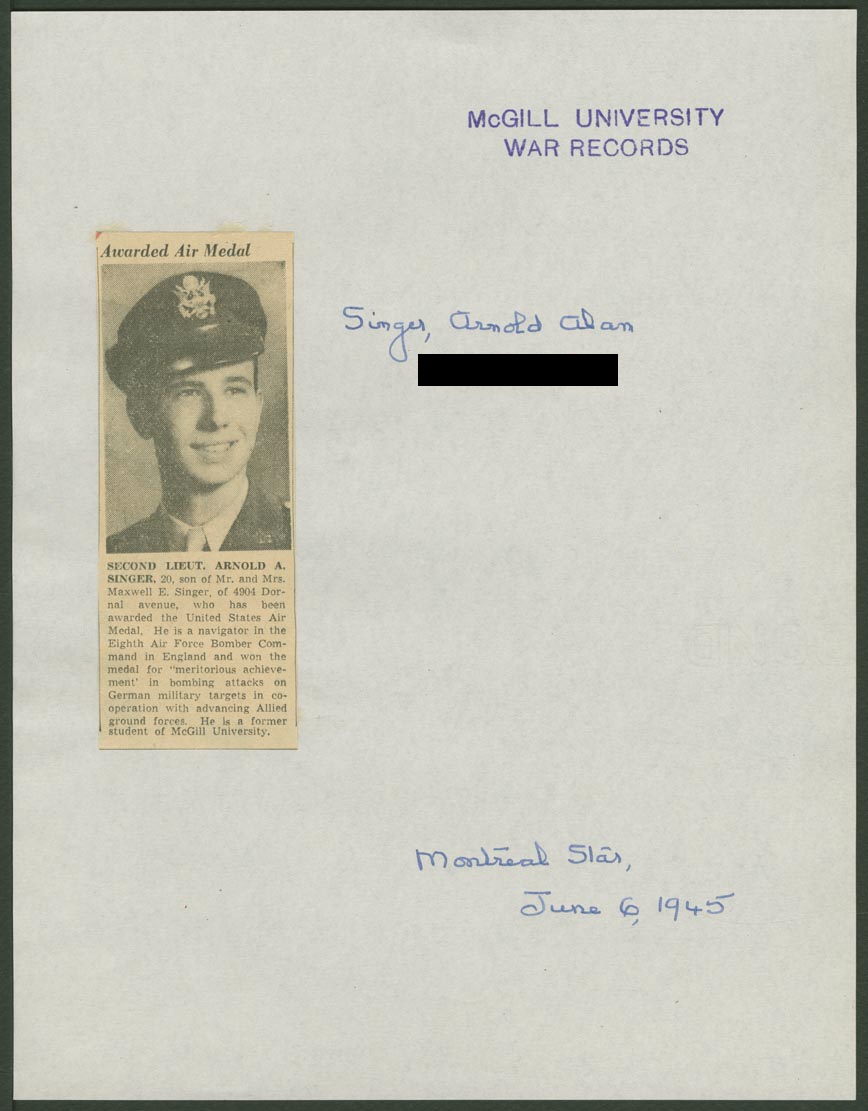 McGILL UNIVERSITY
WAR RECORDS
Awarded Air Medal
Singer, Arnold Alan
SECOND LIEUT. ARNOLD A.
SINGER, 20, son of Mr. and Mrs.
Maxwell E. Singer, of 4904 Dor-
nal avenue, who has been
awarded the United States Air
Medal. He is a navigator in the
Eighth Air Force Bomber Com-
mand in England and won the
medal for "meritorious achieve-
ment' in bombing attacks on
German military targets in co-
operation with advancing Allied
ground forces. He is a former
student of McGill University.
Montreal Star,
June 6, 1945